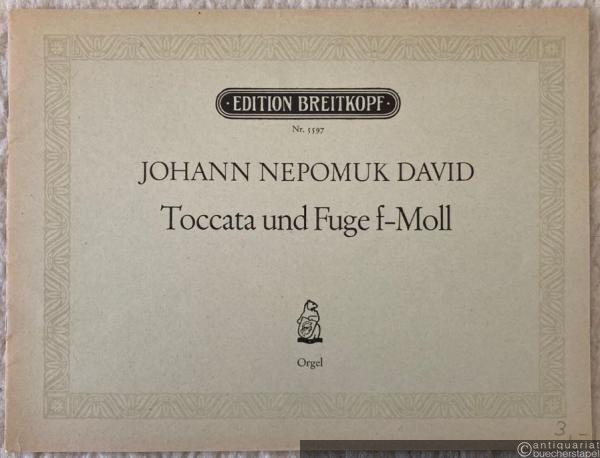 ·EDITION BREITKOPF·
Nr. 5597
JOHANN NEPOMUK DAVID
Toccata und Fuge f-Moll
Orgel
3,-
© antiquariat
buecherstapel